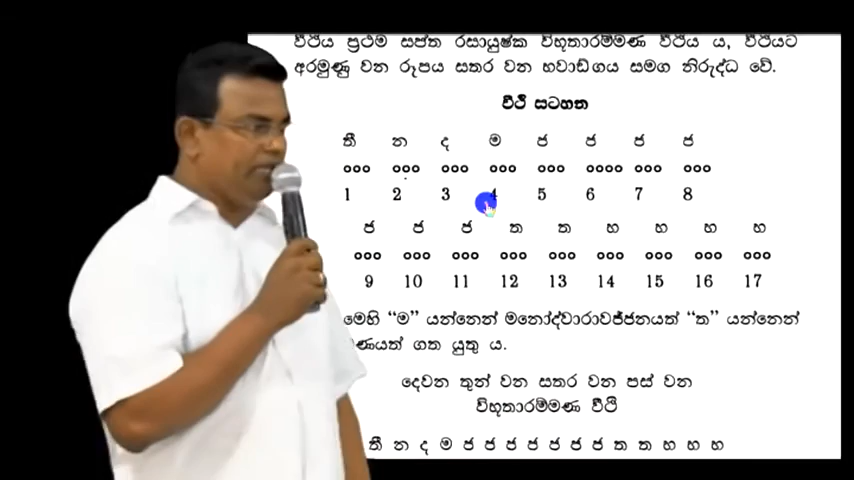 වීථිය ප්‍රථම සප්ත රසායුෂ්ක විභූතාරම්මණ වීථිය ය, වීථියට
අරමුණු වන රූපය සතර වන භවාඞ්ගය සමග නිරුද්ධ වේ.
වීථි සටහන
තී න ද ම ජ ජ ජ ජ
ooo ooo ooo ooo ooo oooo ooo ooo
1 2 3 4 5 6 7 8
ජ ජ ජ ත ත භ භ භ භ
ooo ooo ooo ooo ooo ooo ooo ooo ooo
9 10 11 12 13 14 15 16 17
මෙහි “ම” යන්නෙන් මනෝද්වාරාවජ්ජනයත් “ත” යන්නෙන්
ණයත් ගත යුතු ය.
දෙවන තුන් වන සතර වන පස් වන
විභූතාරම්මණ වීථි
තී න ද ම ජ ජ ජ ජ ජ ජ ජ ත ත භ භ භ